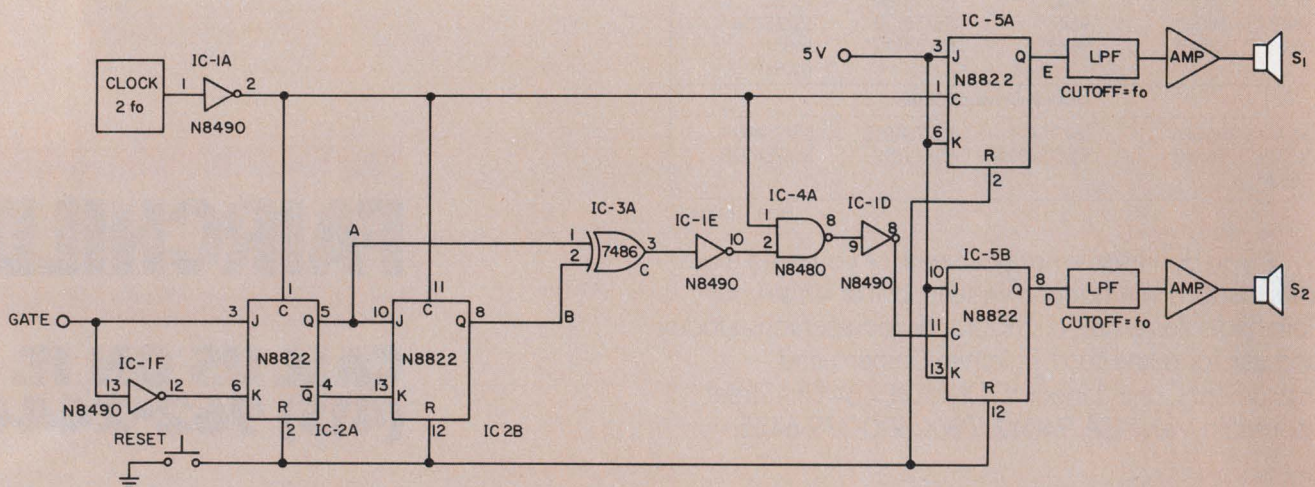 IC-1A
CLOCK
2 fo
1
2
N8490
5 V
IC-5A
3
J
Q
N8822
1
C
6
K
R
2
E
LPF
CUTOFF=fo
AMP.
S1
IC-3A
A
1
2
7486
3
C
B
IC-1E
10
N8490
IC-4A
1
2
8
N8480
IC-1D
9
8
N8490
IC-5B
10
J
Q
8
N8822
11
C
13
K
R
12
D
LPF
CUTOFF=fo
AMP.
S2
GATE
IC-1F
13
12
N8490
1
3
J
C
Q
5
N8822
6
K
Q
4
R
2
IC-2A
11
10
J
C
Q
8
N8822
13
K
R
12
IC2B
RESET